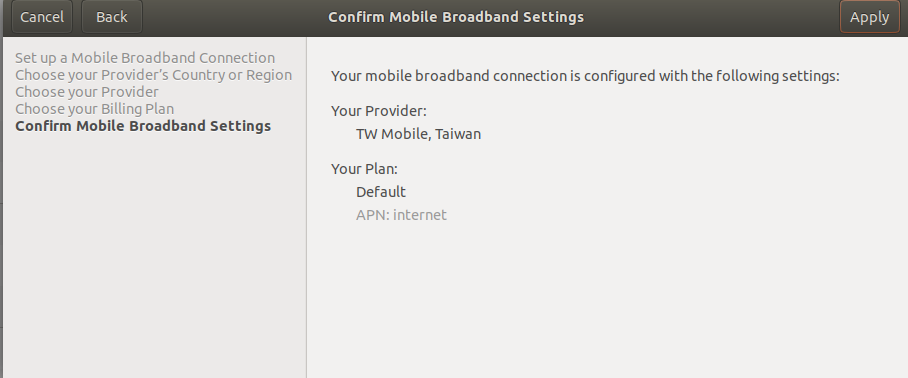 Cancel
Back
Confirm Mobile Broadband Settings
Apply
Set up a Mobile Broadband Connection
Choose your Provider's Country or Region
Choose your Provider
Choose your Billing Plan
Confirm Mobile Broadband Settings
Your mobile broadband connection is configured with the following settings:
Your Provider:
TW Mobile, Taiwan
Your Plan:
Default
APN: internet